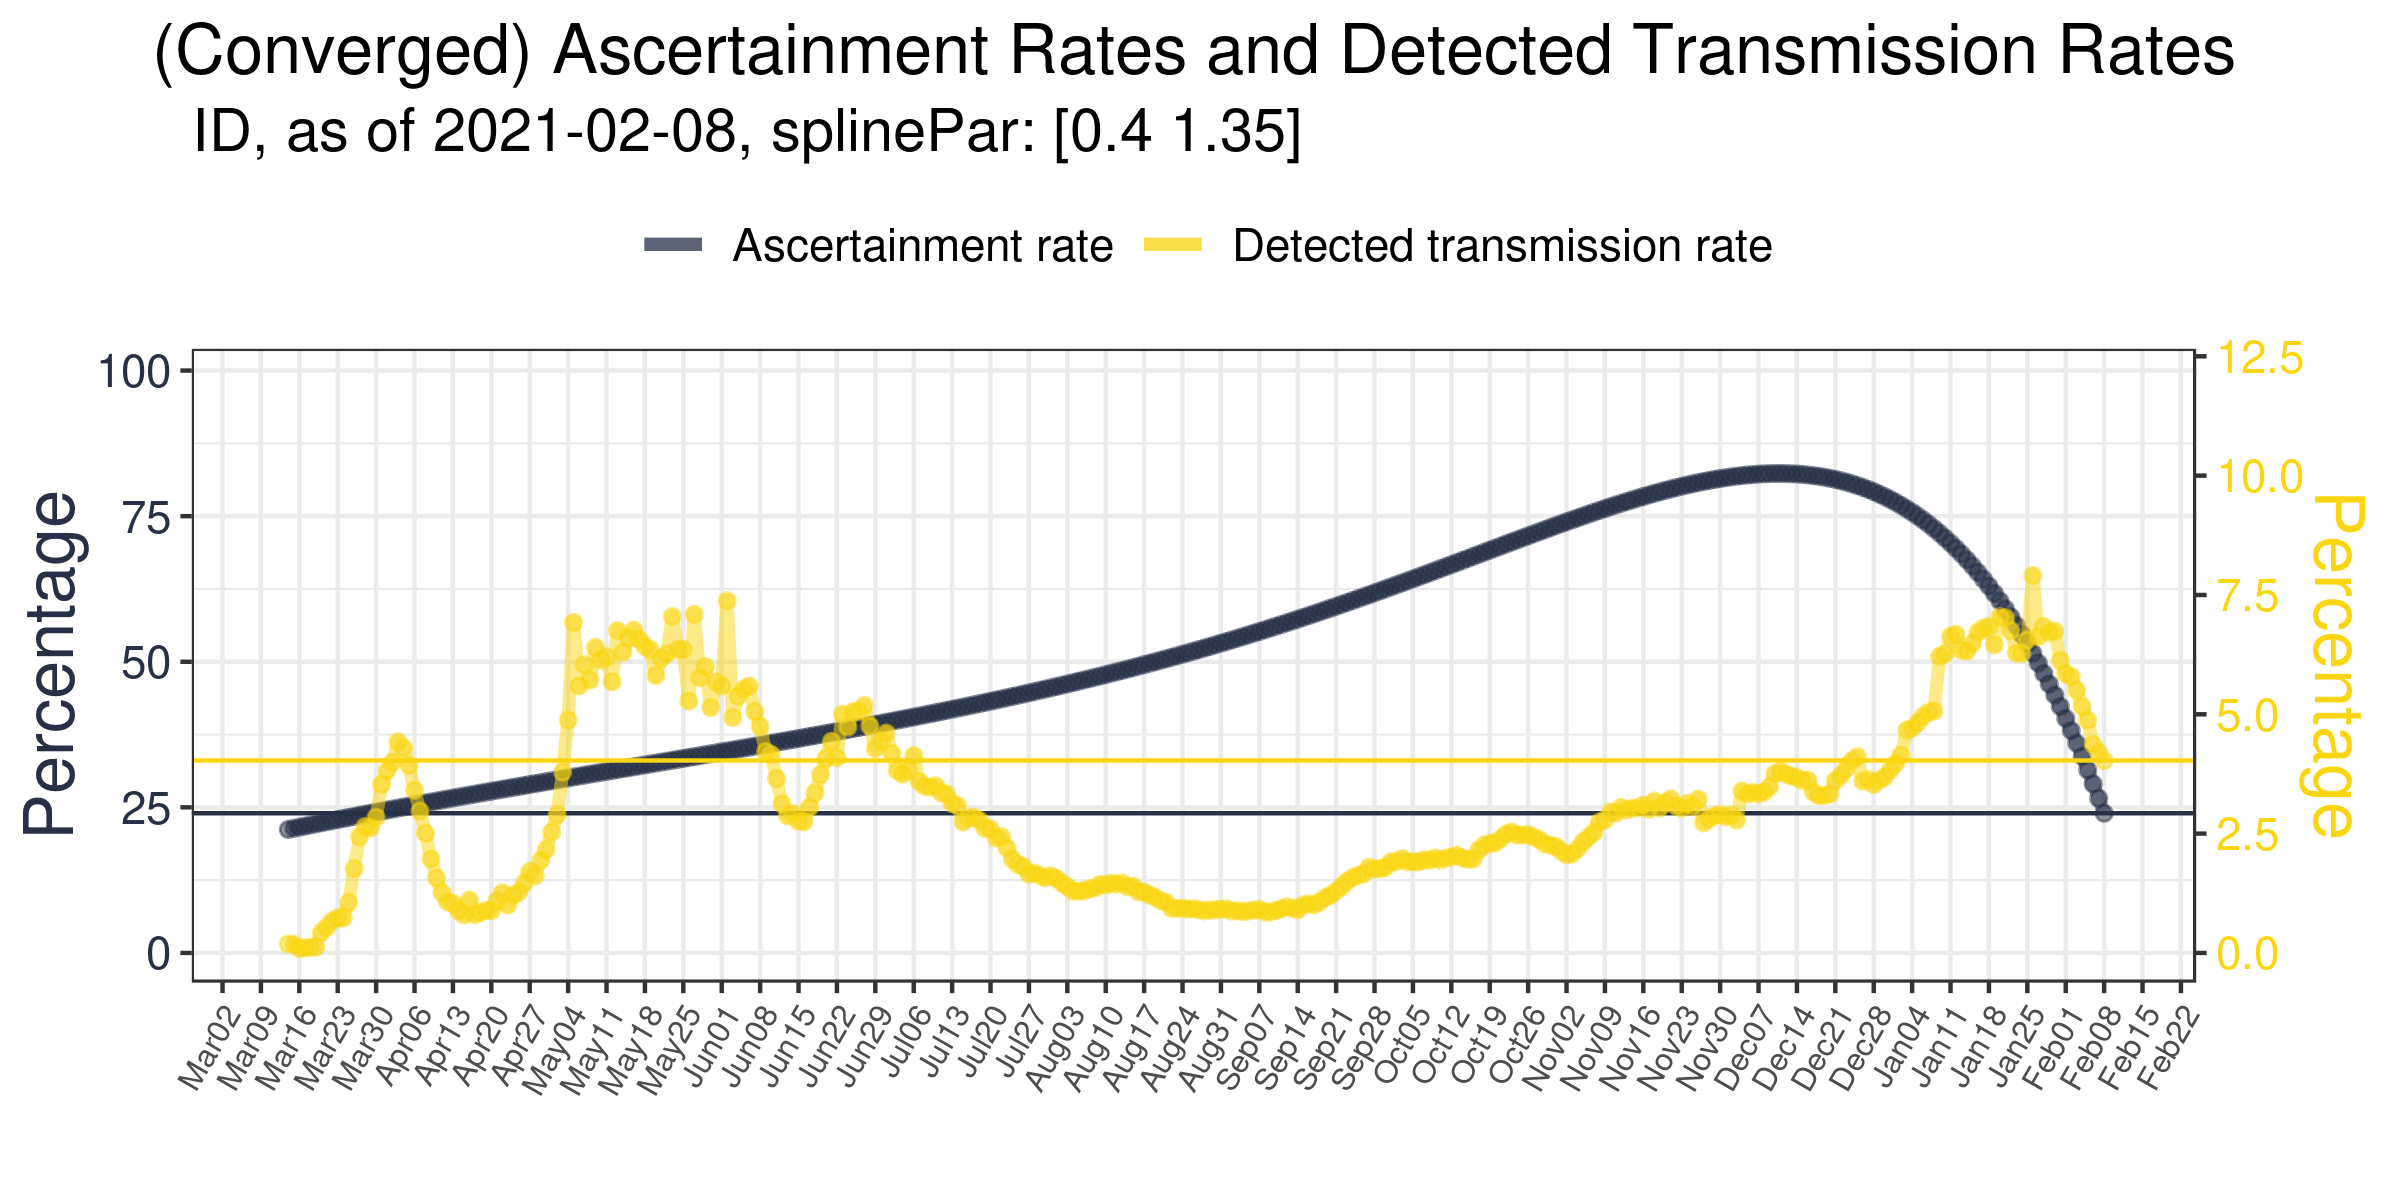 (Converged) Ascertainment Rates and Detected Transmission Rates
ID, as of 2021-02-08, splinePar: [0.4 1.35]
Ascertainment rate
Detected transmission rate
Percentage
100
75
50
25
0
12.5
10.0
7.5
5.0
2.5
0.0
Percentage
Mar02
Mar09
Mar16
Mar23
Mar30
Apr06
Apr13
Apr20
Apr27
May04
May11
May18
May25
Jun01
Jun08
Jun15
Jun22
Jun29
Jul06
Jul13
Jul20
Jul27
Aug03
Aug10
Aug17
Aug24
Aug31
Sep07
Sep14
Sep21
Sep28
Oct05
Oct12
Oct19
Oct26
Nov02
Nov09
Nov16
Nov23
Nov30
Dec07
Dec14
Dec21
Dec28
Jan04
Jan11
Jan18
Jan25
Feb01
Feb08
Feb15
Feb22